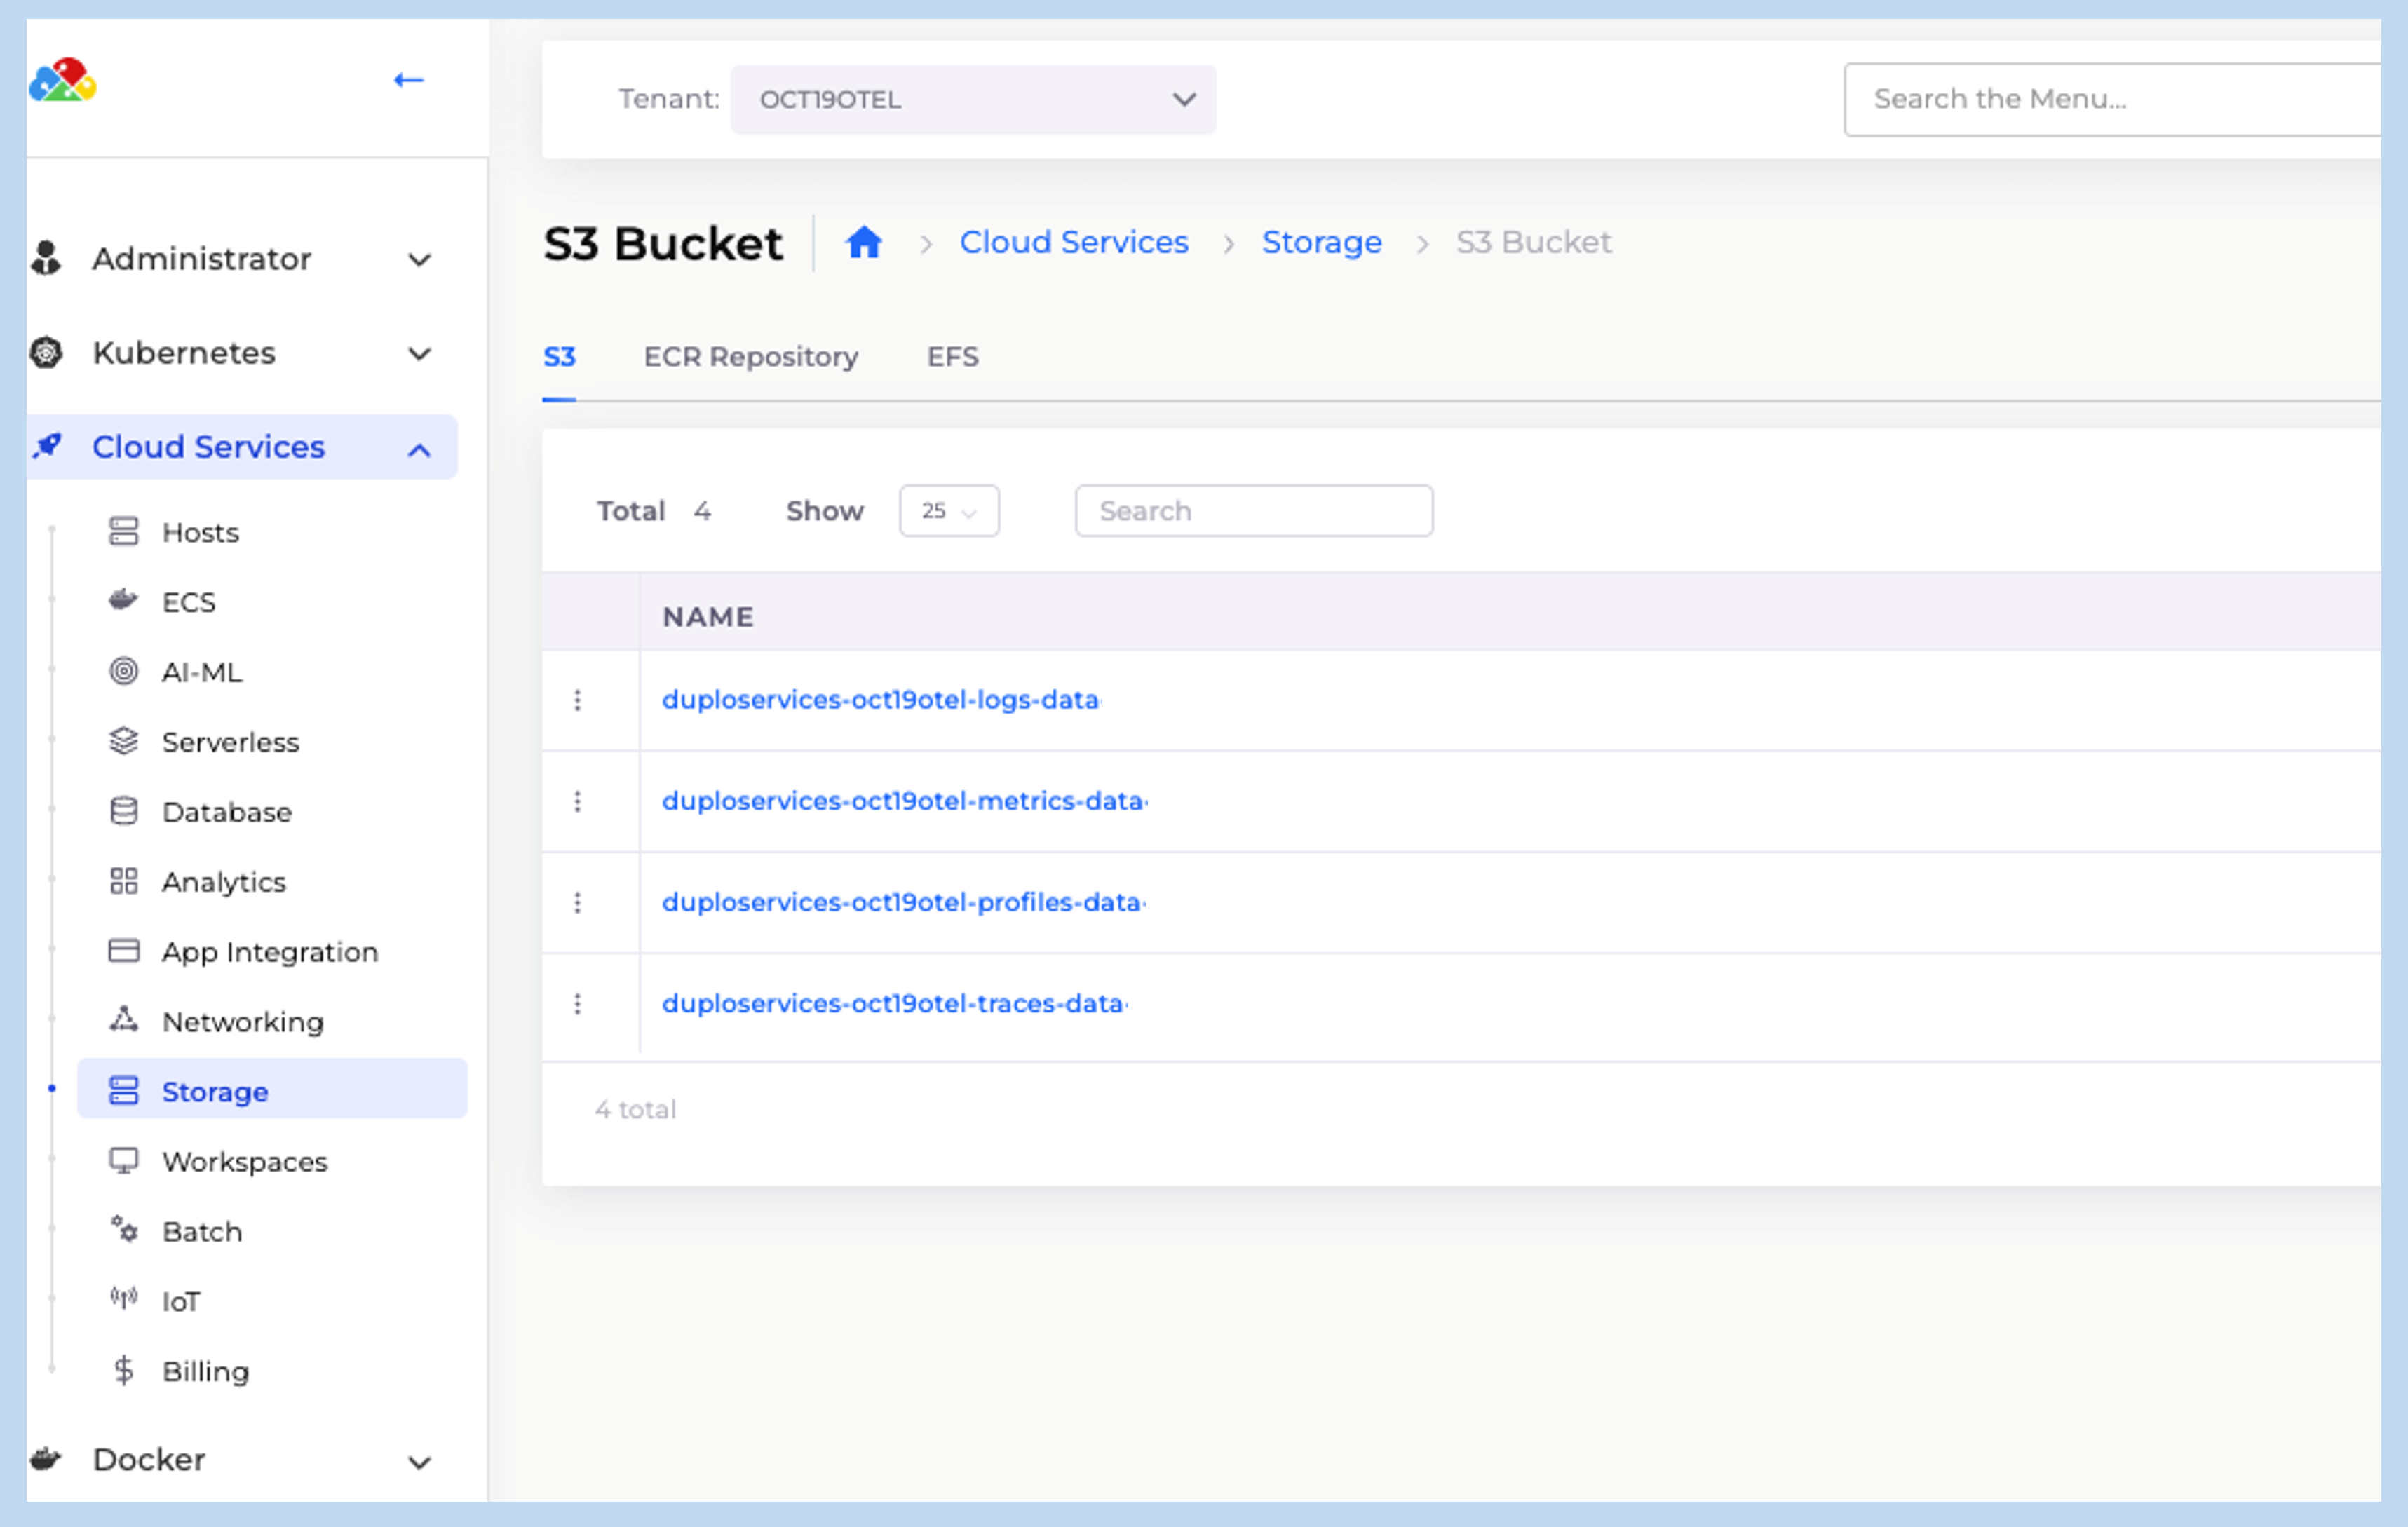 Tenant: OCT19OTEL
Search the Menu...
Administrator
Kubernetes
Cloud Services
Hosts
ECS
AI-ML
Serverless
Database
Analytics
App Integration
Networking
Storage
Workspaces
Batch
IoT
Billing
Docker
S3 Bucket
Cloud Services > Storage > S3 Bucket
S3 ECR Repository EFS
Total 4 Show 25 Search
NAME
duploservices-oct19otel-logs-data
duploservices-oct19otel-metrics-data-
duploservices-oct19otel-profiles-data-
duploservices-oct19otel-traces-data-
4 total